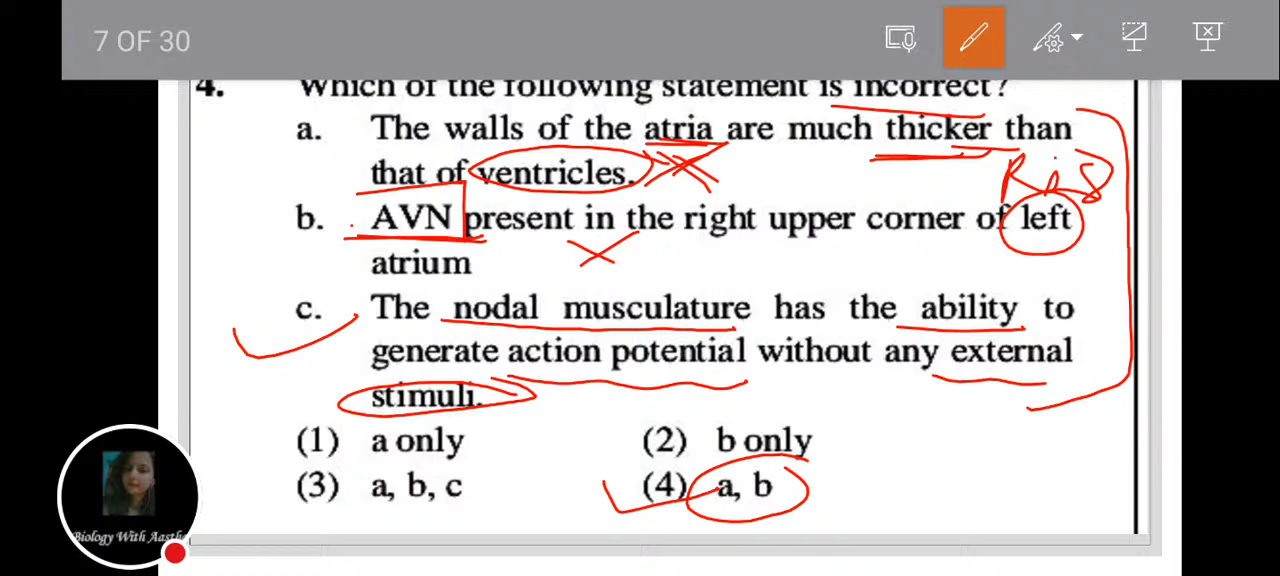 7 OF 30
4. Which of the following statement is incorrect?
a. The walls of the atria are much thicker than
that of ventricles.
Rig
b. AVN present in the right upper corner of left
atrium
c. The nodal musculature has the ability to
generate action potential without any external
stimuli.
(1) a only (2) b only
(3) a, b, c (4) a, b
Biology With Aastha